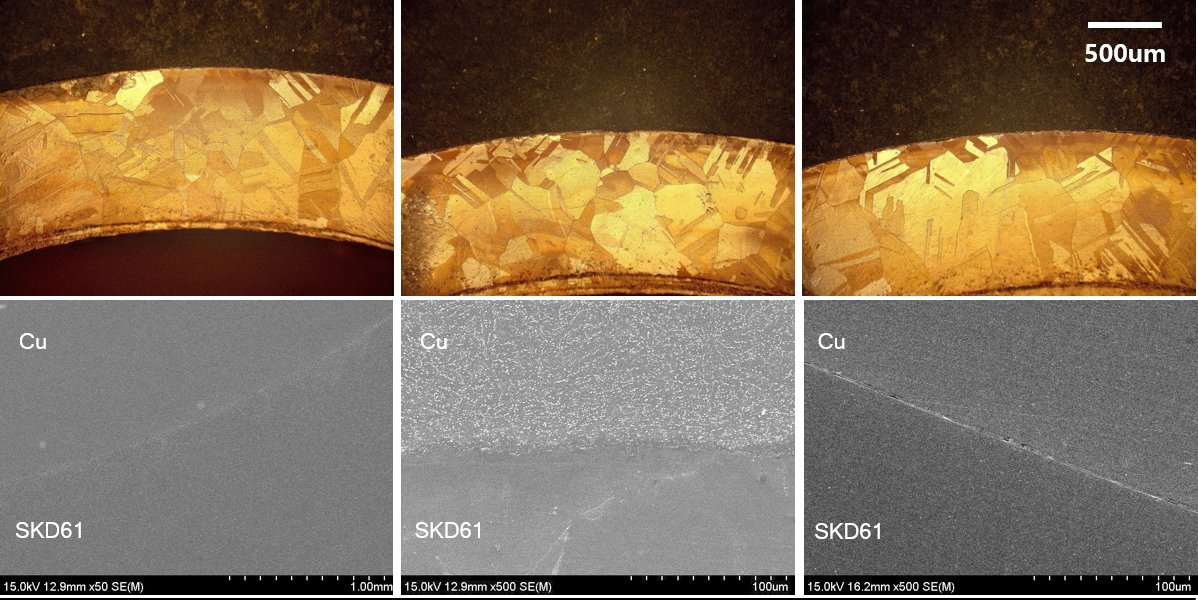 500um
Cu
SKD61
15.0kV 12.9mm x50 SE(M)
1.00mm
Cu
SKD61
15.0kV 12.9mm x500 SE(M)
100um
Cu
SKD61
15.0kV 16.2mm x500 SE(M)
100um